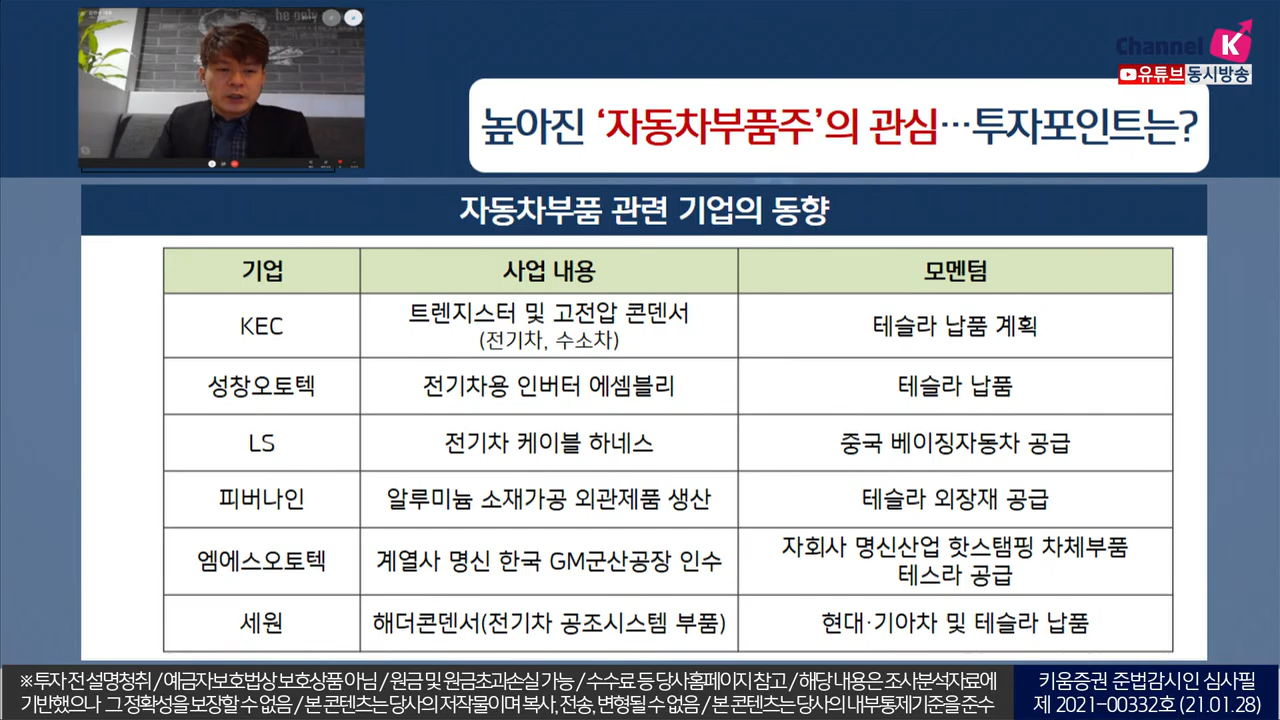 he only
Channel K
유튜브 동시방송
높아진 '자동차부품주'의 관심…투자포인트는?
자동차부품 관련 기업의 동향
기업 사업 내용 모멘텀
KEC 트렌지스터 및 고전압 콘덴서 테슬라 납품 계획
(전기차, 수소차)
성창오토텍 전기차용 인버터 에셈블리 테슬라 납품
LS 전기차 케이블 하네스 중국 베이징자동차 공급
피버나인 알루미늄 소재가공 외관제품 생산 테슬라 외장재 공급
엠에스오토텍 계열사 명신 한국 GM군산공장 인수 자회사 명신산업 핫스탬핑 차체부품
테스라 공급
세원 해더콘덴서(전기차 공조시스템 부품) 현대·기아차 및 테슬라 납품
※투자 전 설명청취 / 예금자보호법상 보호상품 아님 / 원금 및 원금초과손실 가능 / 수수료 등 당사홈페이지 참고 / 해당 내용은 조사분석자료에
기반했으나 그 정확성을 보장할 수 없음 / 본 콘텐츠는 당사의 저작물이며 복사, 전송, 변형될 수 없음 / 본 콘텐츠는 당사의 내부통제기준을 준수
키움증권 준법감시인 심사필
제 2021-00332호 (21.01.28)